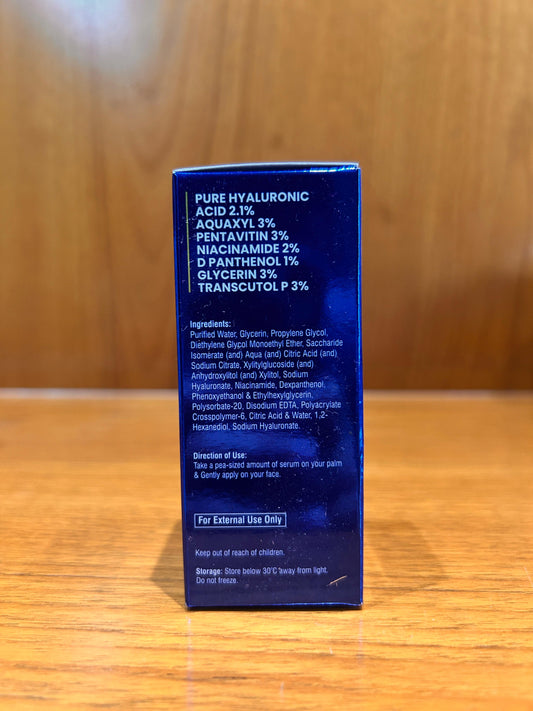 PURE HYALURONIC
ACID 2.1%
AQUAXYL 3%
PENTAVITIN 3%
NIACINAMIDE 2%
D PANTHENOL 1%
GLYCERIN 3%
TRANSCUTOL P 3%
Ingredients:
Purified Water, Glycerin, Propylene Glycol,
Diethylene Glycol Monoethyl Ether, Saccharide
Isomerate (and) Aqua (and) Citric Acid (and)
Sodium Citrate, Xylitylglucoside (and)
Anhydroxylitol (and) Xylitol, Sodium
Hyaluronate, Niacinamide, Dexpanthenol,
Phenoxyethanol & Ethylhexylglycerin,
Polysorbate-20, Disodium EDTA, Polyacrylate
Crosspolymer-6, Citric Acid & Water, 1,2-
Hexanediol, Sodium Hyaluronate.
Direction of Use:
Take a pea-sized amount of serum on your palm
& Gently apply on your face.
For External Use Only
Keep out of reach of children.
Storage: Store below 30°C away from light.
Do not freeze.